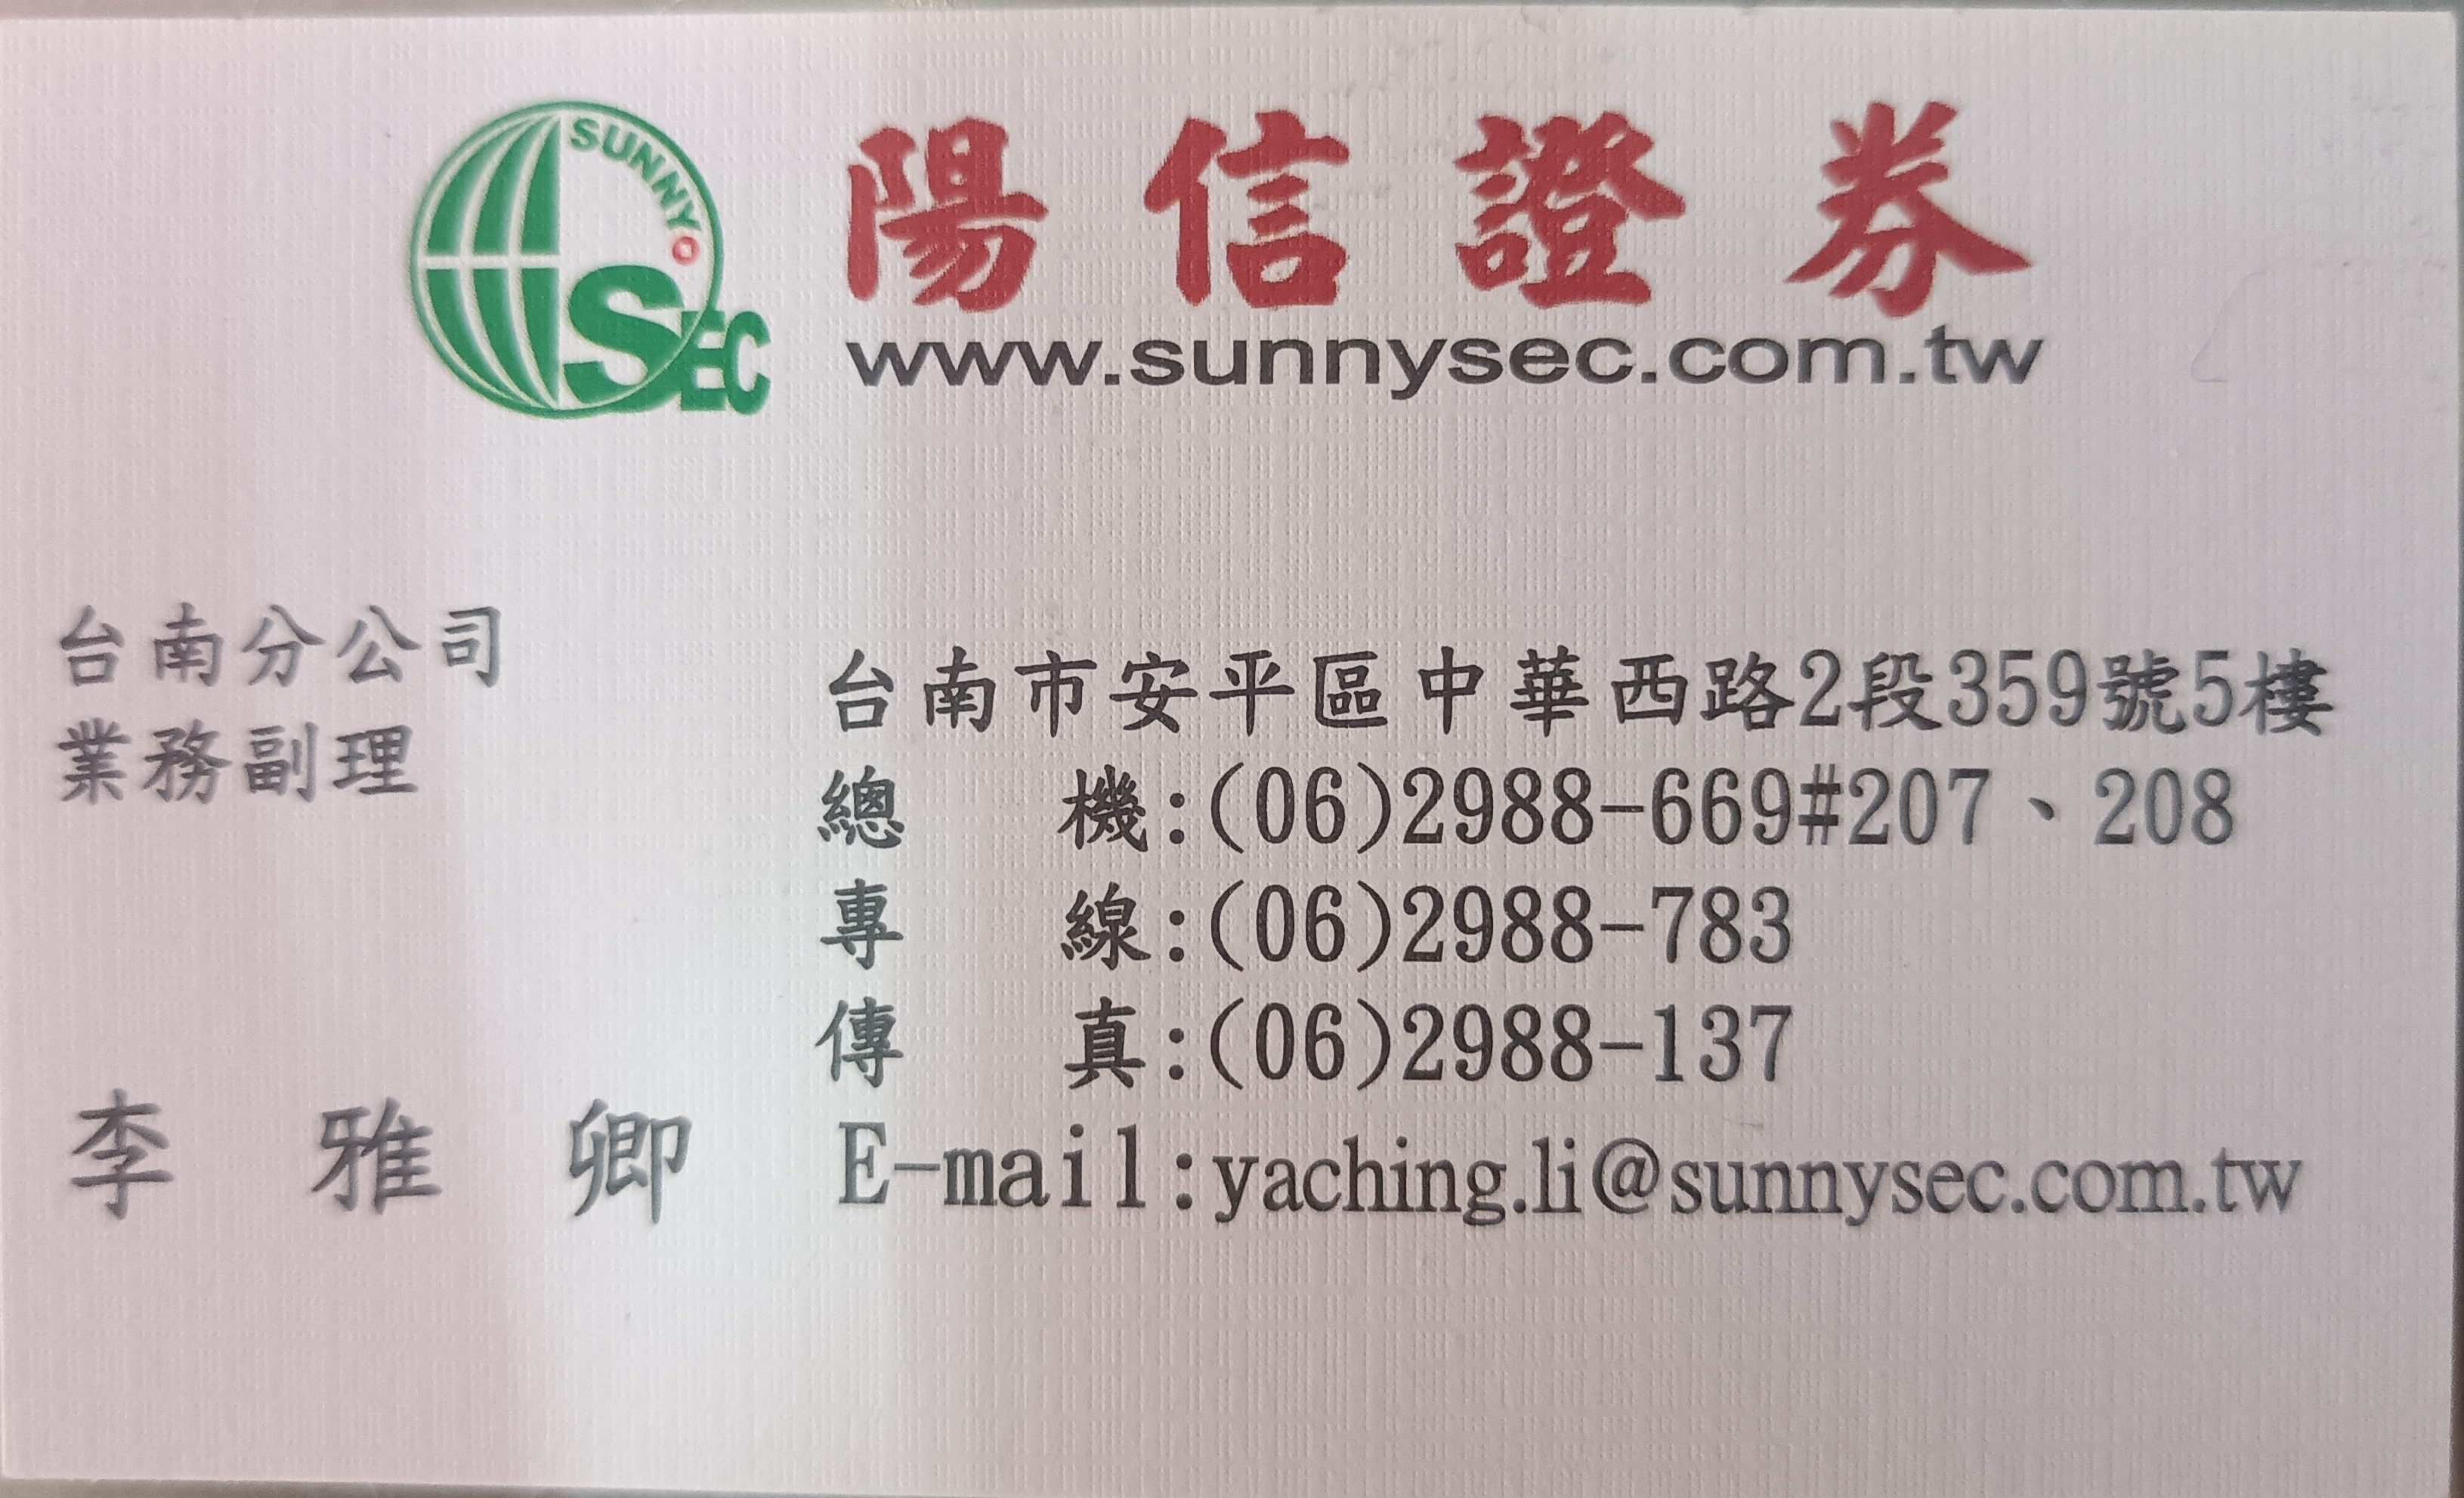 SUNNY
SEC
陽信證券
www.sunnysec.com.tw
台南分公司
業務副理
李雅卿
台南市安平區中華西路2段359號5樓
總機:(06)2988-669#207、208
專線:(06)2988-783
傳真:(06)2988-137
E-mail:yaching.li@sunnysec.com.tw